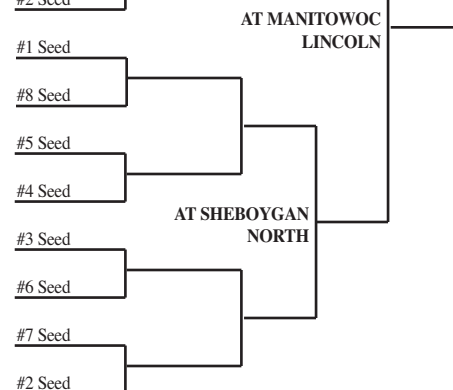 #2 Seed
AT MANITOWOC
LINCOLN
#1 Seed
#8 Seed
#5 Seed
#4 Seed
AT SHEBOYGAN
NORTH
#3 Seed
#6 Seed
#7 Seed
#2 Seed